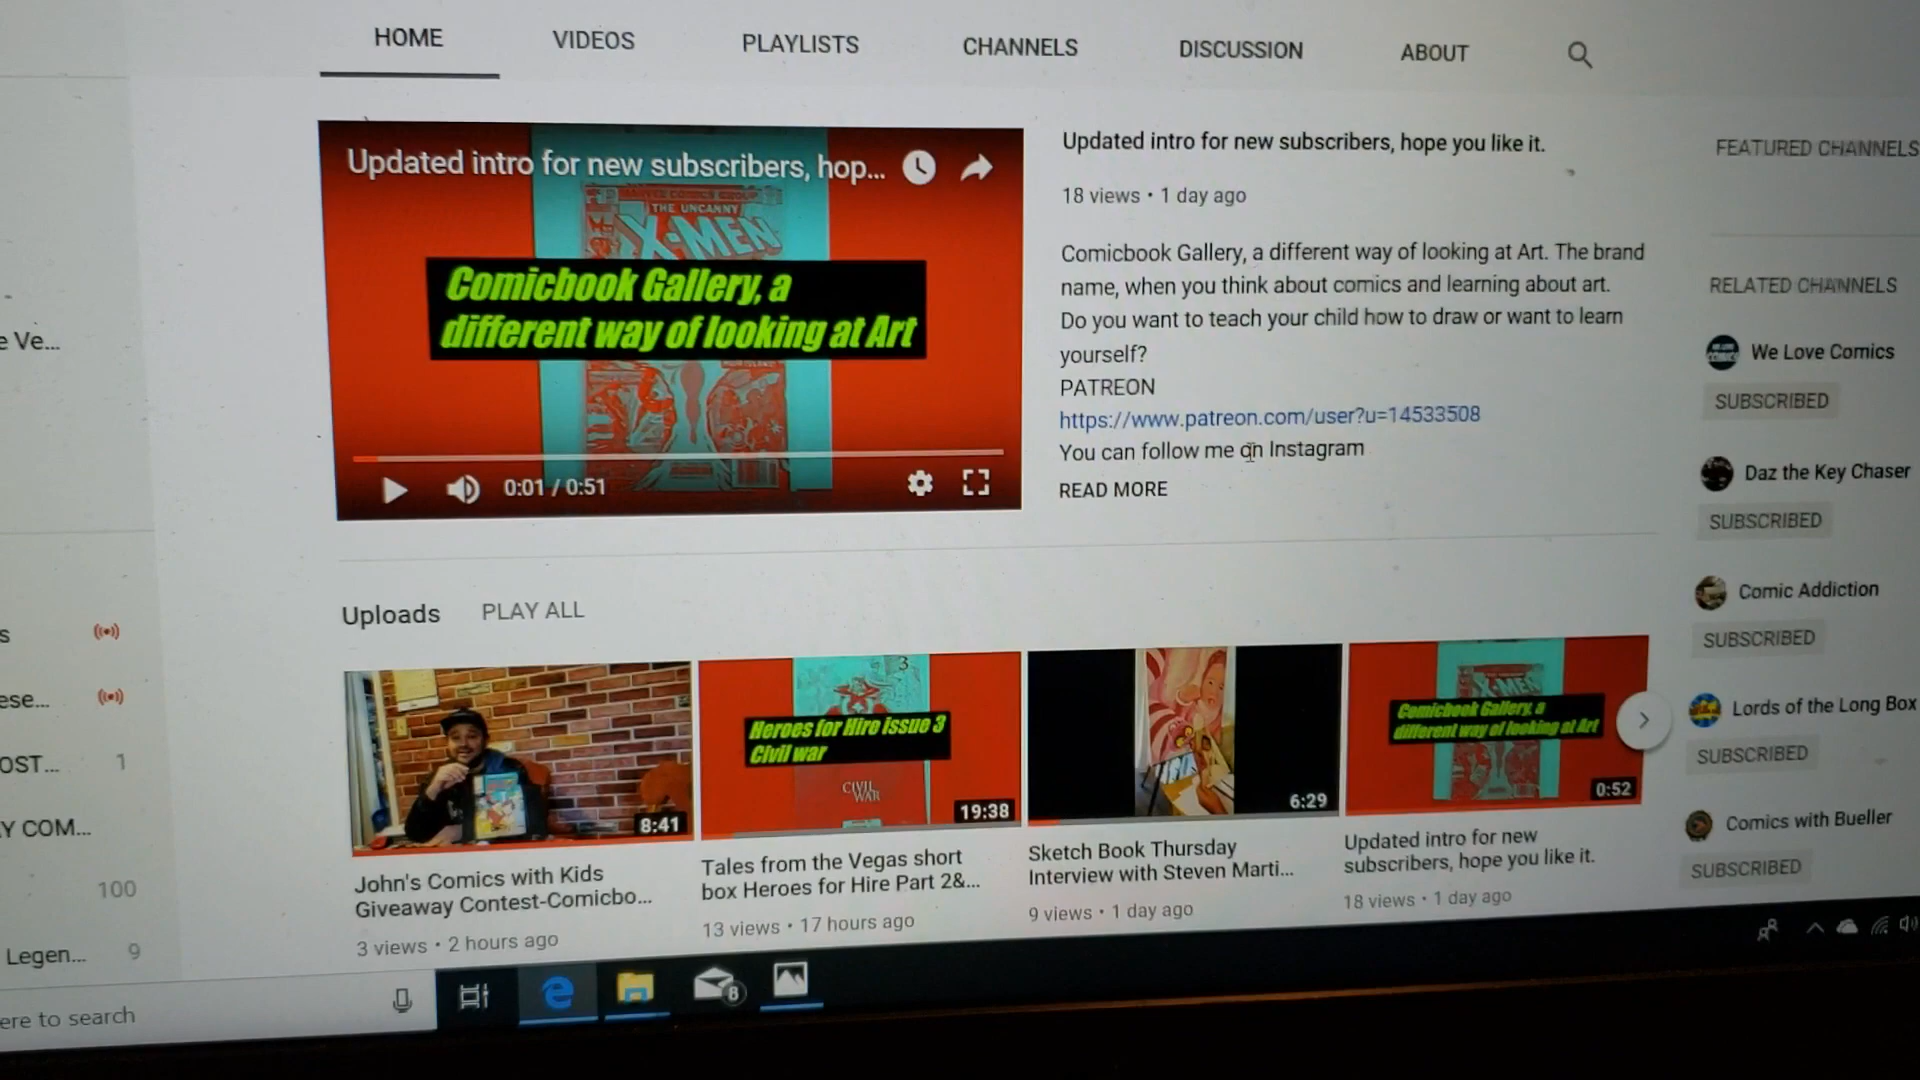 HOME VIDEOS PLAYLISTS CHANNELS DISCUSSION ABOUT
Updated intro for new subscribers, hop...
THE UNCANNY
X-MEN
Comicbook Gallery, a
different way of looking at Art
0:01 / 0:51
Updated intro for new subscribers, hope you like it.
18 views • 1 day ago
Comicbook Gallery, a different way of looking at Art. The brand
name, when you think about comics and learning about art.
Do you want to teach your child how to draw or want to learn
yourself?
PATREON
https://www.patreon.com/user?u=14533508
You can follow me on Instagram
READ MORE
FEATURED CHANNELS
RELATED CHANNELS
We Love Comics
SUBSCRIBED
Daz the Key Chaser
SUBSCRIBED
Comic Addiction
SUBSCRIBED
Lords of the Long Box
SUBSCRIBED
Comics with Bueller
SUBSCRIBED
e Ve...
s
ese...
OST... 1
Y COM...
100
Legen... 9
Uploads PLAY ALL
8:41
John's Comics with Kids
Giveaway Contest-Comicbo...
3 views • 2 hours ago
3
Heroes for Hire issue 3
Civil war
CIVIL
WAR
19:38
Tales from the Vegas short
box Heroes for Hire Part 2&...
13 views • 17 hours ago
6:29
Sketch Book Thursday
Interview with Steven Marti...
9 views • 1 day ago
X-MEN
Comicbook Gallery, a
different way of looking at Art
0:52
Updated intro for new
subscribers, hope you like it.
18 views • 1 day ago
ere to search
8